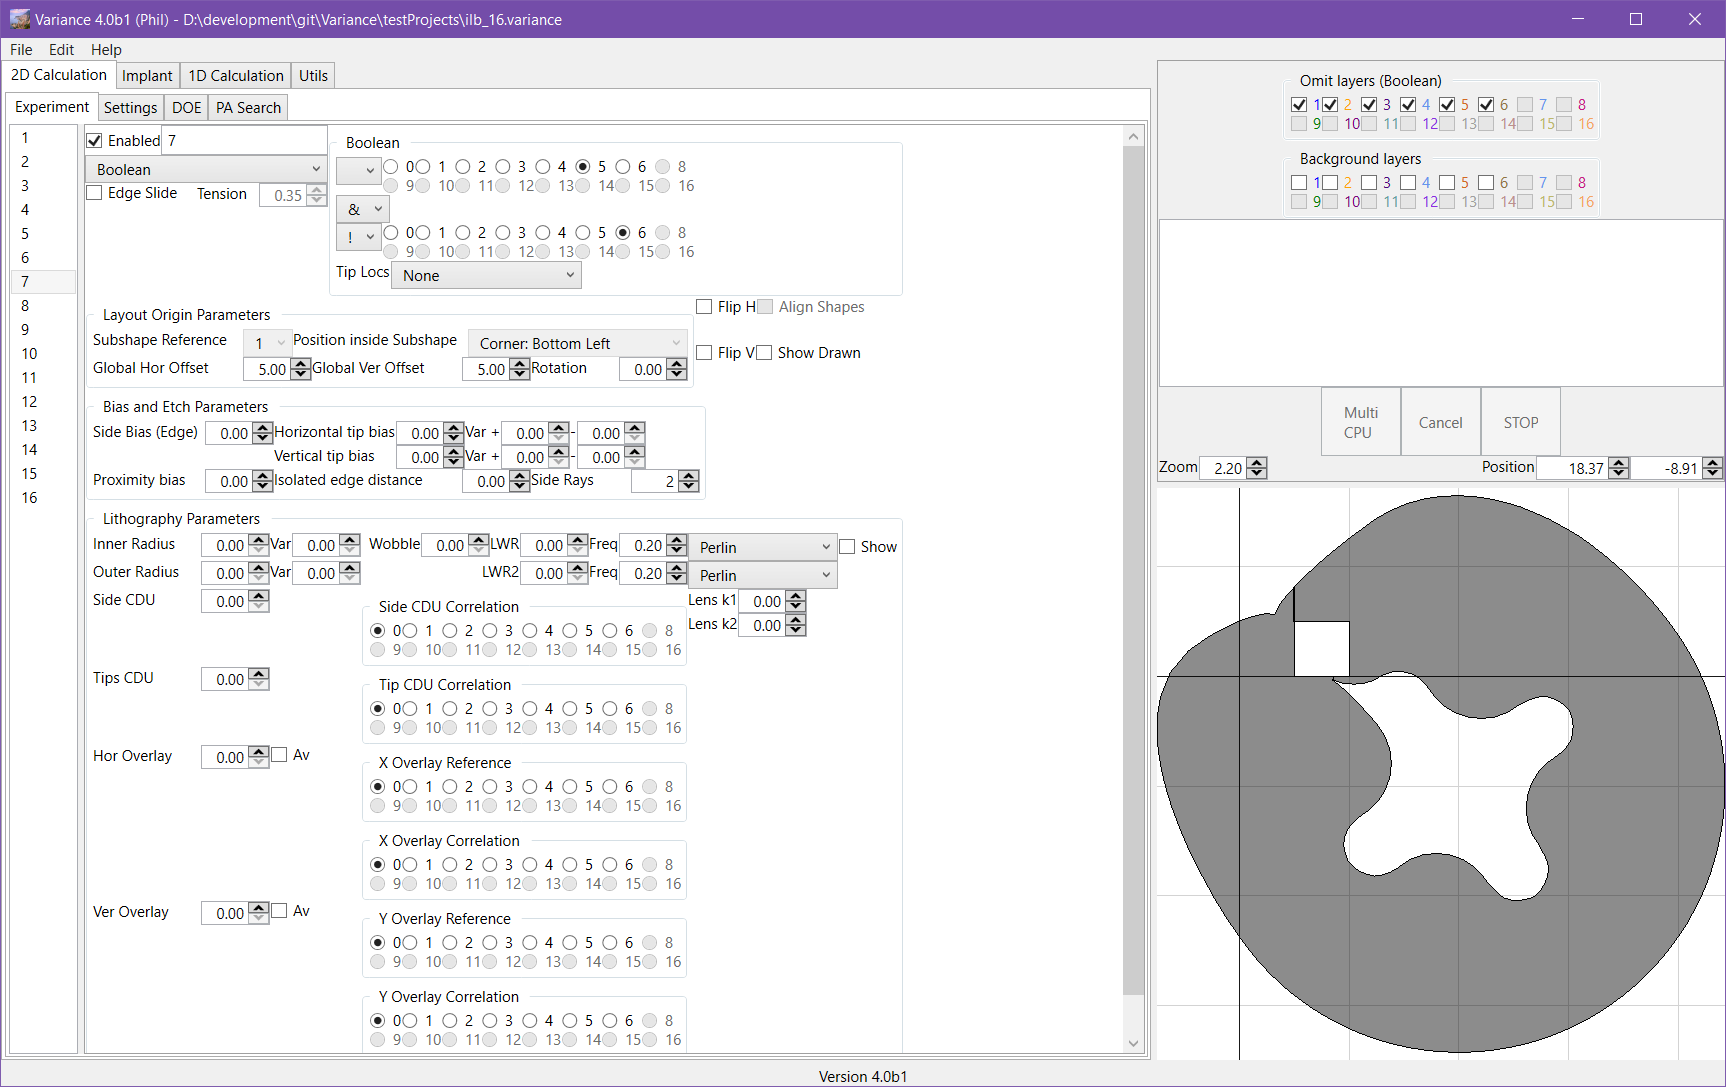 Variance 4.0b1 (Phil) - D:\development\git\Variance\testProjects\ilb_16.variance
File Edit Help
2D Calculation Implant 1D Calculation Utils
Experiment Settings DOE PA Search
1
2
3
4
5
6
7
8
9
10
11
12
13
14
15
16
Enabled 7
Boolean
Edge Slide Tension 0.35
Boolean
0 1 2 3 4 5 6 8
9 10 11 12 13 14 15 16
&
! 0 1 2 3 4 5 6 8
9 10 11 12 13 14 15 16
Tip Locs None
Layout Origin Parameters
Subshape Reference 1 Position inside Subshape Corner: Bottom Left
Global Hor Offset 5.00 Global Ver Offset 5.00 Rotation 0.00
Flip H Align Shapes
Flip V Show Drawn
Bias and Etch Parameters
Side Bias (Edge) 0.00 Horizontal tip bias 0.00 Var + 0.00 - 0.00
Vertical tip bias 0.00 Var + 0.00 - 0.00
Proximity bias 0.00 Isolated edge distance 0.00 Side Rays 2
Lithography Parameters
Inner Radius 0.00 Var 0.00 Wobble 0.00 LWR 0.00 Freq 0.20 Perlin Show
Outer Radius 0.00 Var 0.00 LWR2 0.00 Freq 0.20 Perlin
Side CDU 0.00
Side CDU Correlation
0 1 2 3 4 5 6 8
9 10 11 12 13 14 15 16
Lens k1 0.00
Lens k2 0.00
Tips CDU 0.00
Tip CDU Correlation
0 1 2 3 4 5 6 8
9 10 11 12 13 14 15 16
Hor Overlay 0.00 Av
X Overlay Reference
0 1 2 3 4 5 6 8
9 10 11 12 13 14 15 16
X Overlay Correlation
0 1 2 3 4 5 6 8
9 10 11 12 13 14 15 16
Ver Overlay 0.00 Av
Y Overlay Reference
0 1 2 3 4 5 6 8
9 10 11 12 13 14 15 16
Y Overlay Correlation
0 1 2 3 4 5 6 8
9 10 11 12 13 14 15 16
Omit layers (Boolean)
1 2 3 4 5 6 7 8
9 10 11 12 13 14 15 16
Background layers
1 2 3 4 5 6 7 8
9 10 11 12 13 14 15 16
Multi
CPU
Cancel
STOP
Zoom 2.20 Position 18.37 -8.91
Version 4.0b1